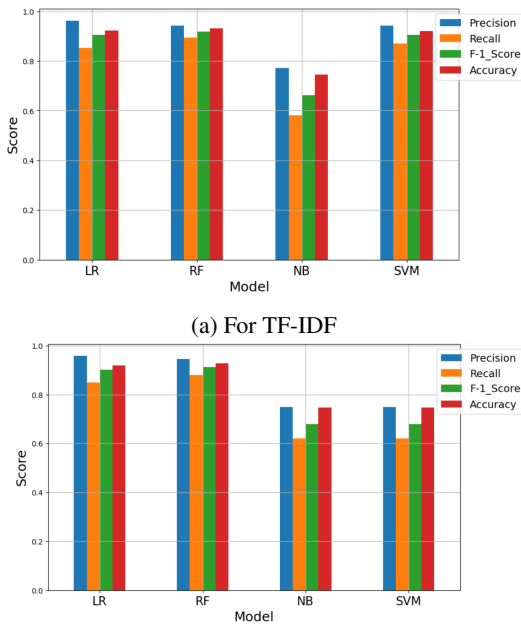 1.0
0.8
0.6
0.4
0.2
0.0
Score
LR RF NB SVM
Model
Precision
Recall
F-1_Score
Accuracy
(a) For TF-IDF
1.0
0.8
0.6
0.4
0.2
0.0
Score
LR RF NB SVM
Model
Precision
Recall
F-1_Score
Accuracy